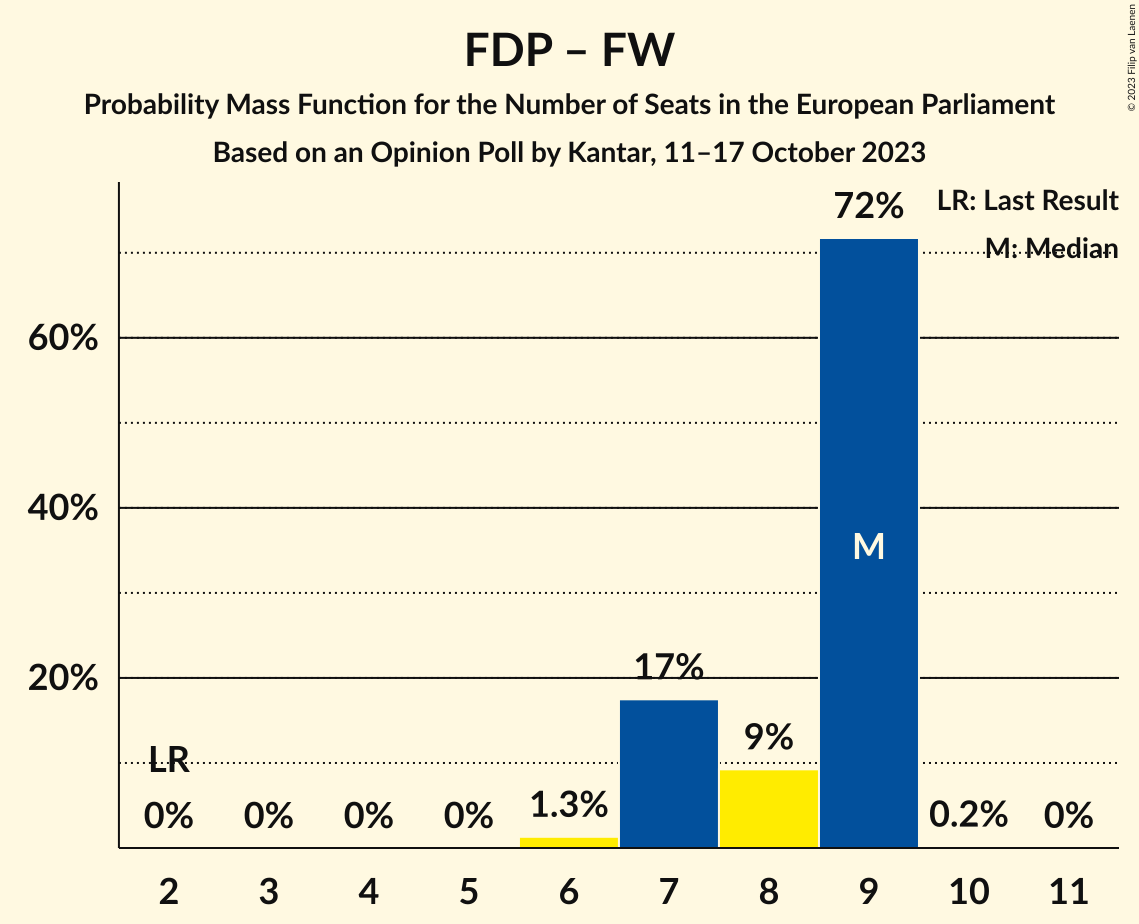 FDP – FW
Probability Mass Function for the Number of Seats in the European Parliament
Based on an Opinion Poll by Kantar, 11–17 October 2023
© 2023 Filip van Laenen
LR: Last Result
M: Median
72%
60%
40%
M
20%
17%
9%
LR
0% 0% 0% 0% 1.3% 0.2% 0%
2 3 4 5 6 7 8 9 10 11